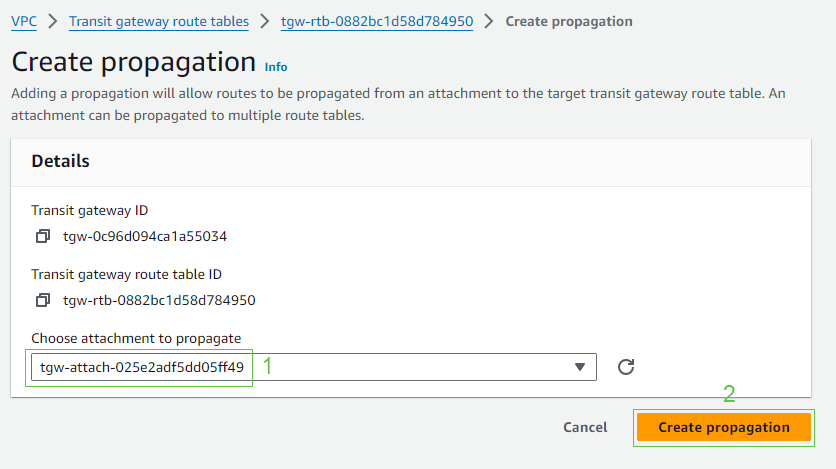 VPC > Transit gateway route tables > tgw-rtb-0882bc1d58d784950 > Create propagation
Create propagation Info
Adding a propagation will allow routes to be propagated from an attachment to the target transit gateway route table. An
attachment can be propagated to multiple route tables.
Details
Transit gateway ID
tgw-0c96d094ca1a55034
Transit gateway route table ID
tgw-rtb-0882bc1d58d784950
Choose attachment to propagate
tgw-attach-025e2adf5dd05ff49 1
2
Cancel Create propagation